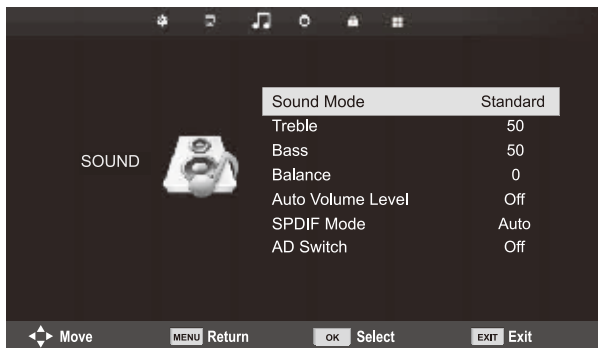 Sound Mode Standard
Treble 50
Bass 50
SOUND
Balance 0
Auto Volume Level Off
SPDIF Mode Auto
AD Switch Off
Move MENU Return OK Select EXIT Exit